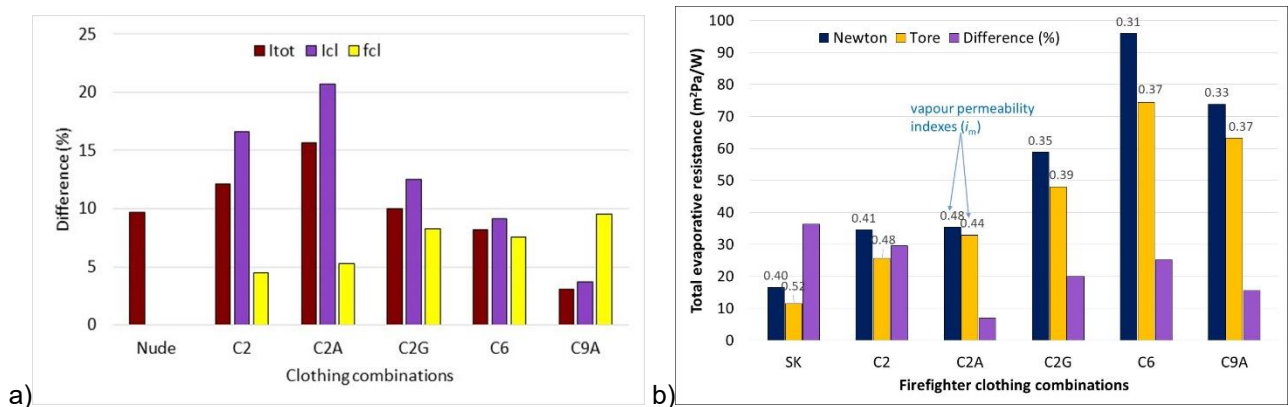 a)
Difference (%)
25
20
15
10
5
0
Itot Icl fcl
Nude C2 C2A C2G C6 C9A
Clothing combinations
b)
Total evaporative resistance (m²Pa/W)
100
90
80
70
60
50
40
30
20
10
0
Newton Tore Difference (%)
vapour permeability
indexes (iₘ)
0.40
0.52
0.41
0.48
0.48
0.44
0.35
0.39
0.31
0.37
0.33
0.37
SK C2 C2A C2G C6 C9A
Firefighter clothing combinations